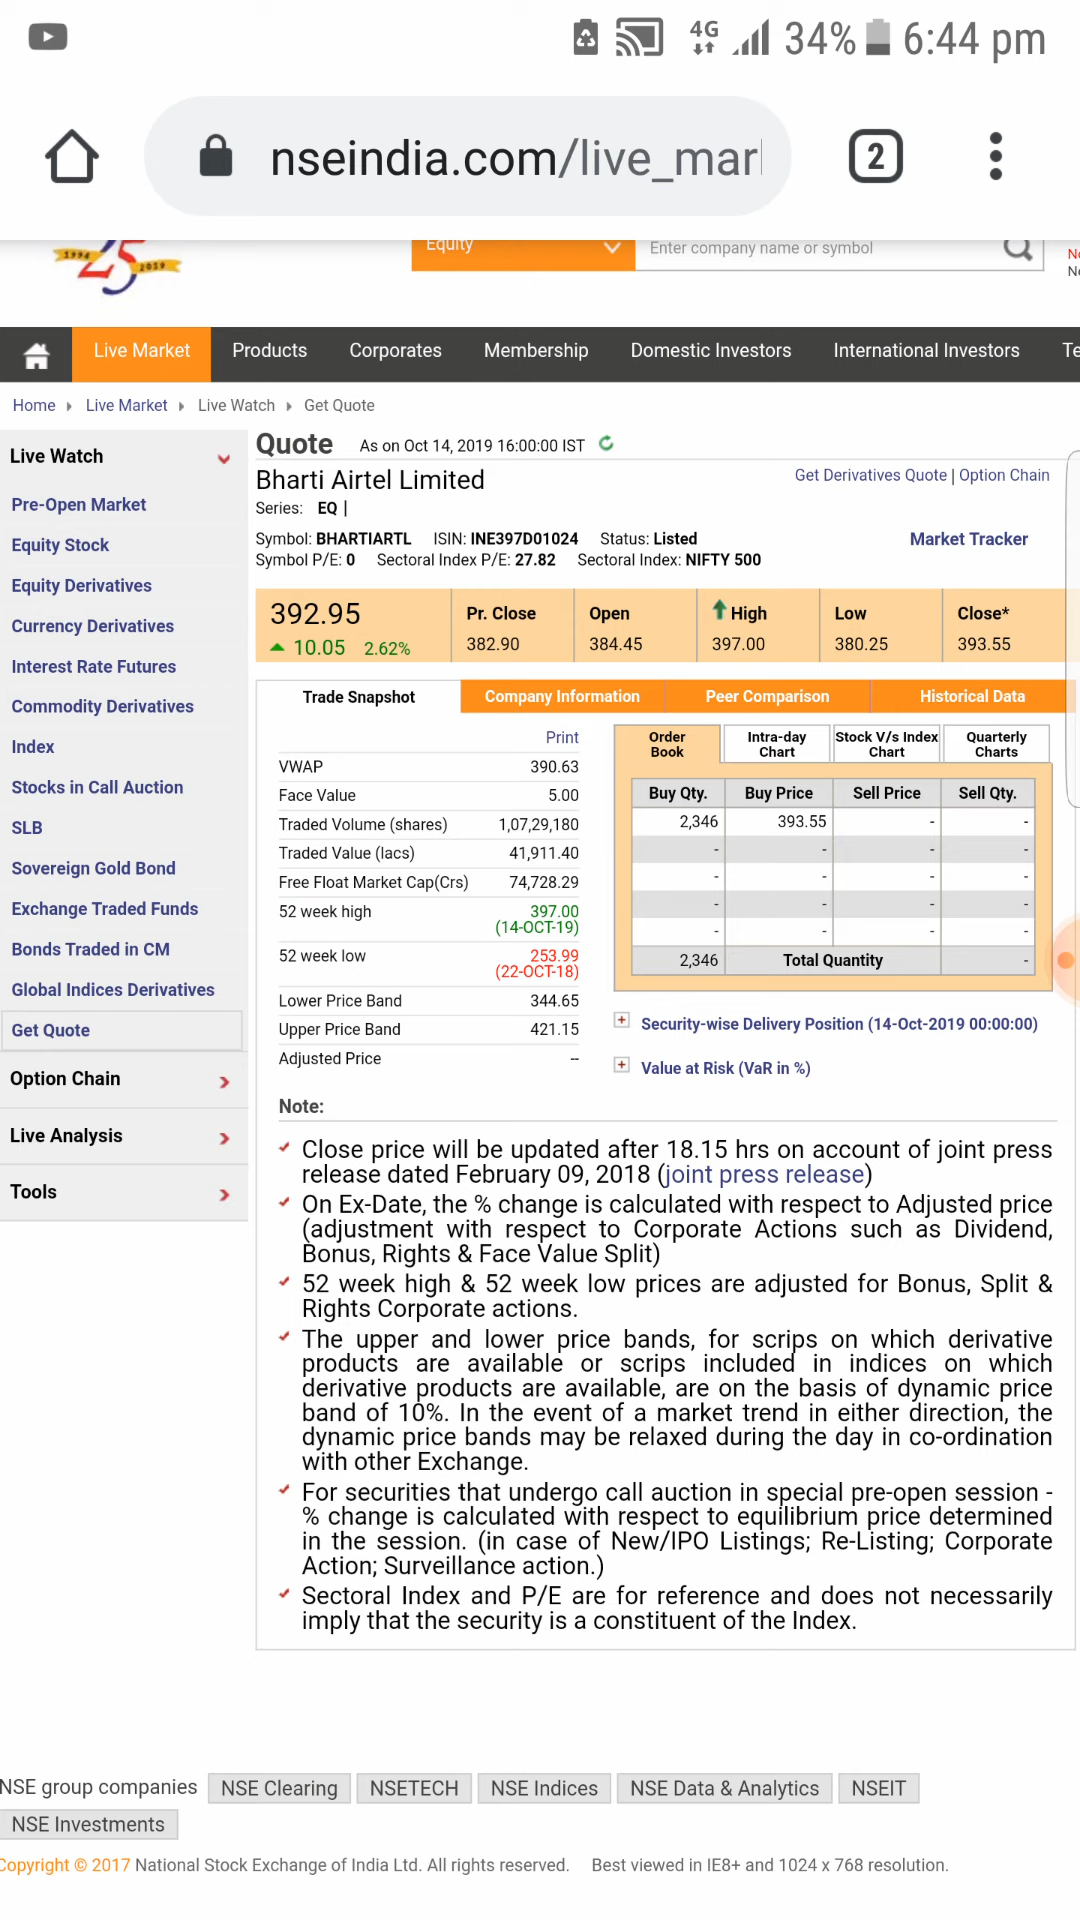 4G 34% 6:44 pm
nseindia.com/live_mar
2
1994 25 2019
Equity
Enter company name or symbol
Live Market Products Corporates Membership Domestic Investors International Investors
Home Live Market Live Watch Get Quote
Live Watch
Pre-Open Market
Equity Stock
Equity Derivatives
Currency Derivatives
Interest Rate Futures
Commodity Derivatives
Index
Stocks in Call Auction
SLB
Sovereign Gold Bond
Exchange Traded Funds
Bonds Traded in CM
Global Indices Derivatives
Get Quote
Option Chain
Live Analysis
Tools
Quote As on Oct 14, 2019 16:00:00 IST
Bharti Airtel Limited
Get Derivatives Quote | Option Chain
Series: EQ |
Symbol: BHARTIARTL ISIN: INE397D01024 Status: Listed
Market Tracker
Symbol P/E: 0 Sectoral Index P/E: 27.82 Sectoral Index: NIFTY 500
392.95 Pr. Close Open High Low Close*
10.05 2.62% 382.90 384.45 397.00 380.25 393.55
Trade Snapshot Company Information Peer Comparison Historical Data
Print
VWAP 390.63
Face Value 5.00
Traded Volume (shares) 1,07,29,180
Traded Value (lacs) 41,911.40
Free Float Market Cap(Crs) 74,728.29
52 week high 397.00
(14-OCT-19)
52 week low 253.99
(22-OCT-18)
Lower Price Band 344.65
Upper Price Band 421.15
Adjusted Price --
Order Book
Intra-day Chart
Stock V/s Index Chart
Quarterly Charts
Buy Qty. Buy Price Sell Price Sell Qty.
2,346 393.55 - -
- - - -
- - - -
- - - -
- - - -
2,346 Total Quantity -
Security-wise Delivery Position (14-Oct-2019 00:00:00)
Value at Risk (VaR in %)
Note:
Close price will be updated after 18.15 hrs on account of joint press
release dated February 09, 2018 (joint press release)
On Ex-Date, the % change is calculated with respect to Adjusted price
(adjustment with respect to Corporate Actions such as Dividend,
Bonus, Rights & Face Value Split)
52 week high & 52 week low prices are adjusted for Bonus, Split &
Rights Corporate actions.
The upper and lower price bands, for scrips on which derivative
products are available or scrips included in indices on which
derivative products are available, are on the basis of dynamic price
band of 10%. In the event of a market trend in either direction, the
dynamic price bands may be relaxed during the day in co-ordination
with other Exchange.
For securities that undergo call auction in special pre-open session -
% change is calculated with respect to equilibrium price determined
in the session. (in case of New/IPO Listings; Re-Listing; Corporate
Action; Surveillance action.)
Sectoral Index and P/E are for reference and does not necessarily
imply that the security is a constituent of the Index.
NSE group companies NSE Clearing NSETECH NSE Indices NSE Data & Analytics NSEIT
NSE Investments
Copyright © 2017 National Stock Exchange of India Ltd. All rights reserved. Best viewed in IE8+ and 1024 x 768 resolution.